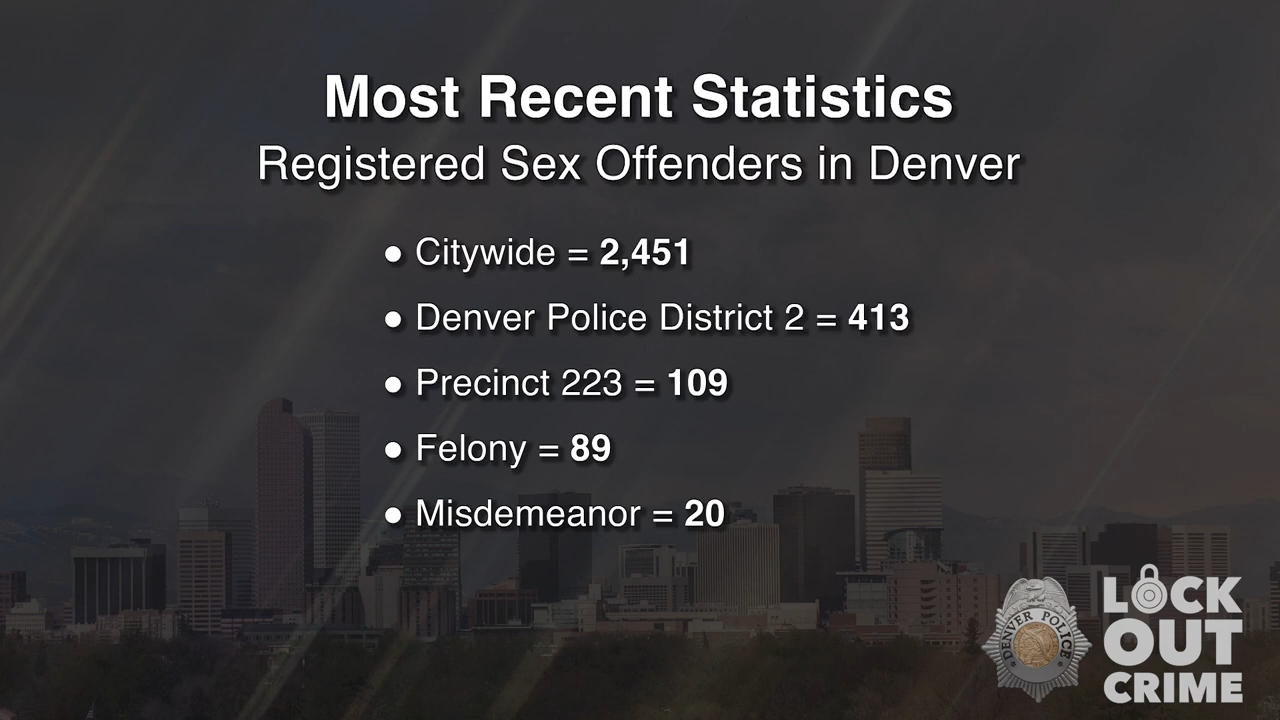 Most Recent Statistics
Registered Sex Offenders in Denver
● Citywide = 2,451
● Denver Police District 2 = 413
● Precinct 223 = 109
● Felony = 89
● Misdemeanor = 20
DENVER POLICE
LOCK
OUT
CRIME